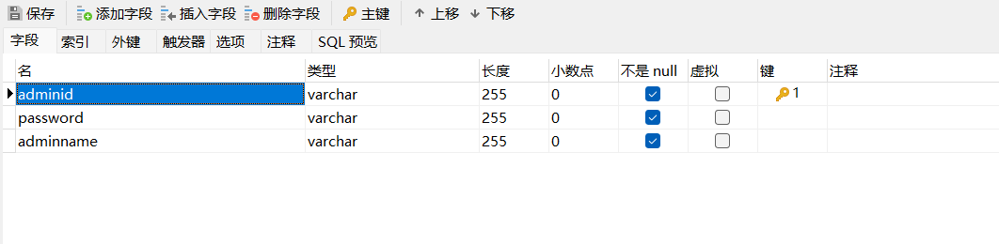 保存 添加字段 插入字段 删除字段 主键 上移 下移
字段 索引 外键 触发器 选项 注释 SQL 预览
名 类型 长度 小数点 不是 null 虚拟 键 注释
adminid varchar 255 0 1
password varchar 255 0
adminname varchar 255 0